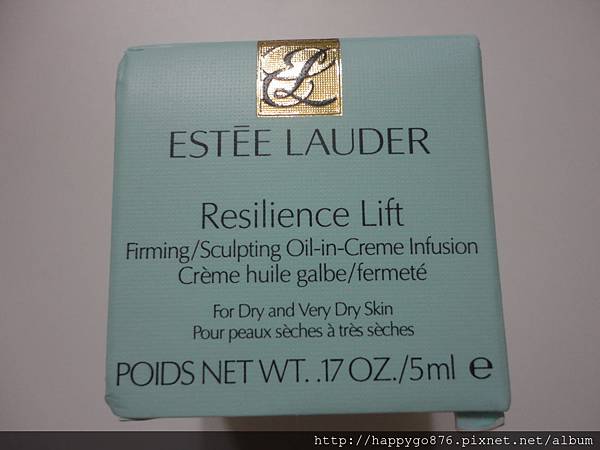 EL
ESTĒE LAUDER
Resilience Lift
Firming/Sculpting Oil-in-Creme Infusion
Crème huile galbe/fermeté
For Dry and Very Dry Skin
Pour peaux sèches à très sèches
POIDS NET WT. .17 OZ./5ml e
http://happygo876.pixnet.net/album